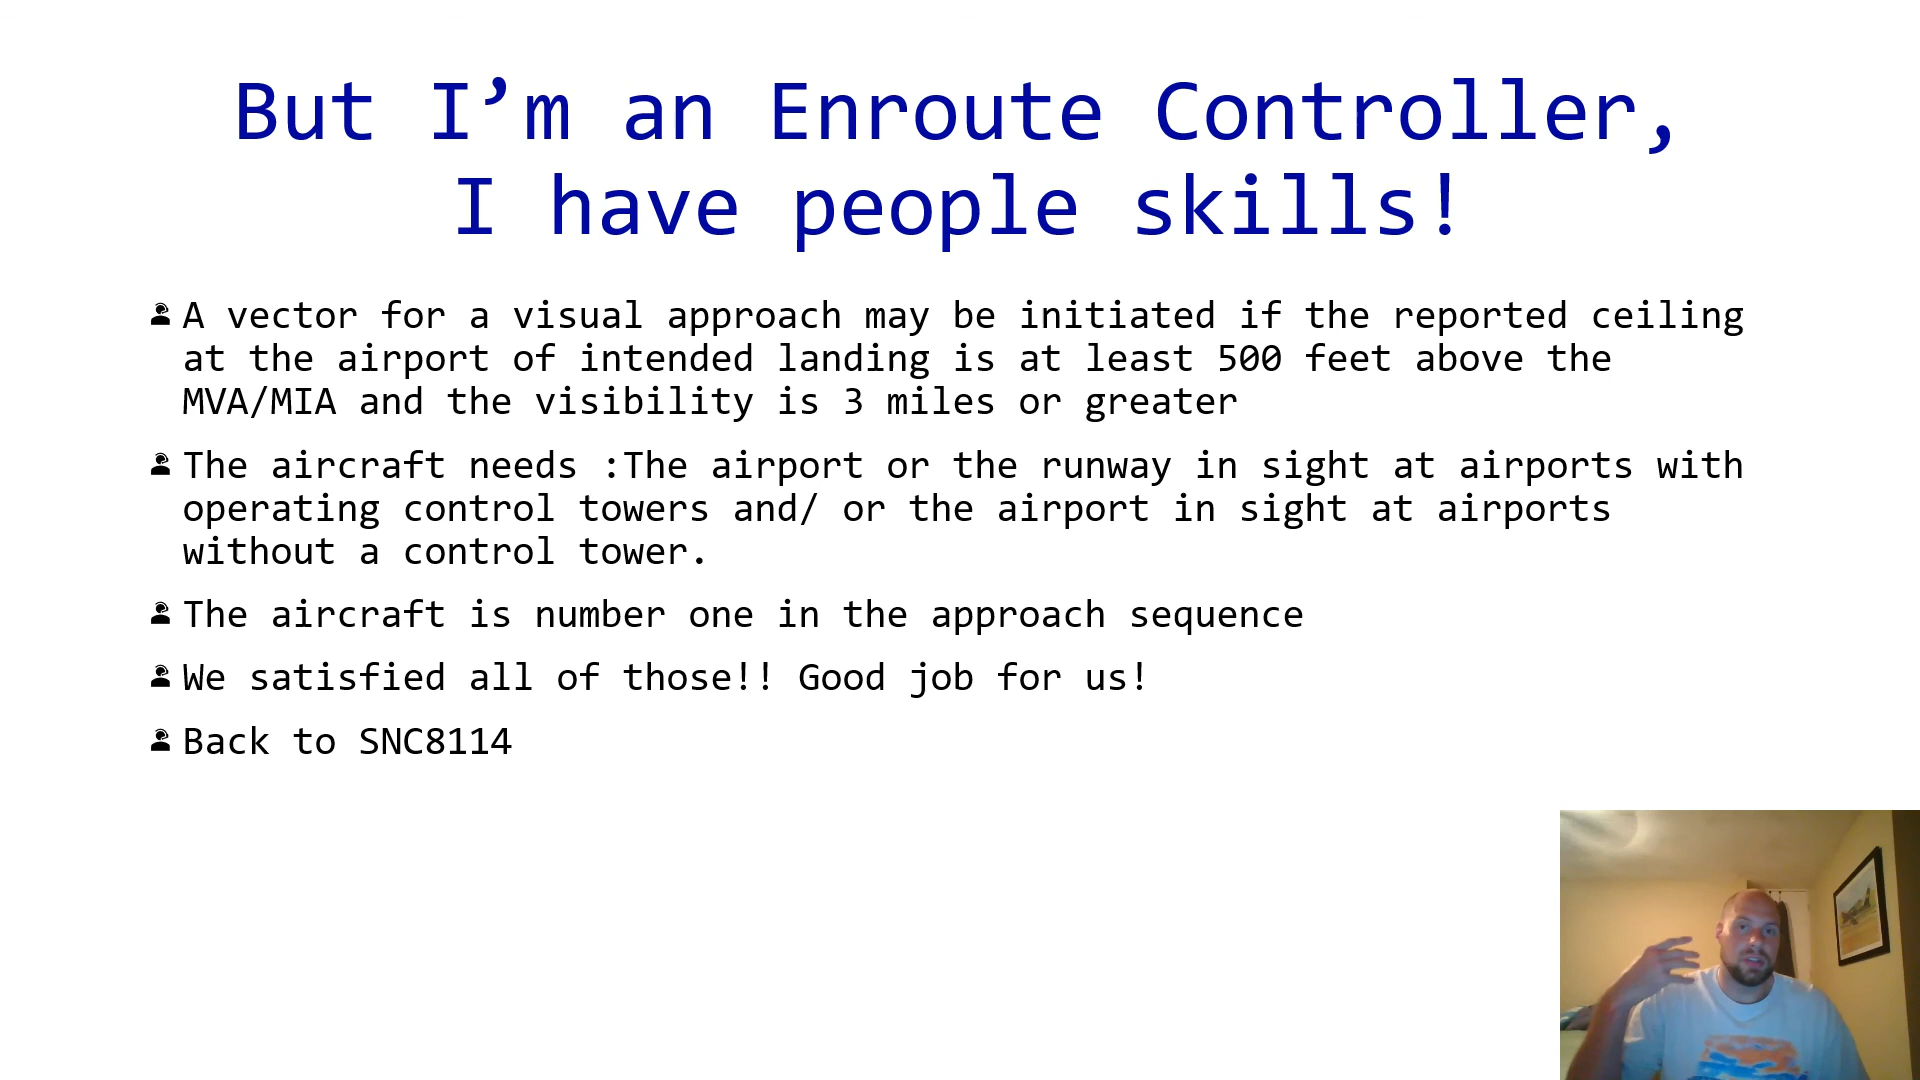 But I’m an Enroute Controller,
I have people skills!
A vector for a visual approach may be initiated if the reported ceiling
at the airport of intended landing is at least 500 feet above the
MVA/MIA and the visibility is 3 miles or greater
The aircraft needs :The airport or the runway in sight at airports with
operating control towers and/ or the airport in sight at airports
without a control tower.
The aircraft is number one in the approach sequence
We satisfied all of those!! Good job for us!
Back to SNC8114